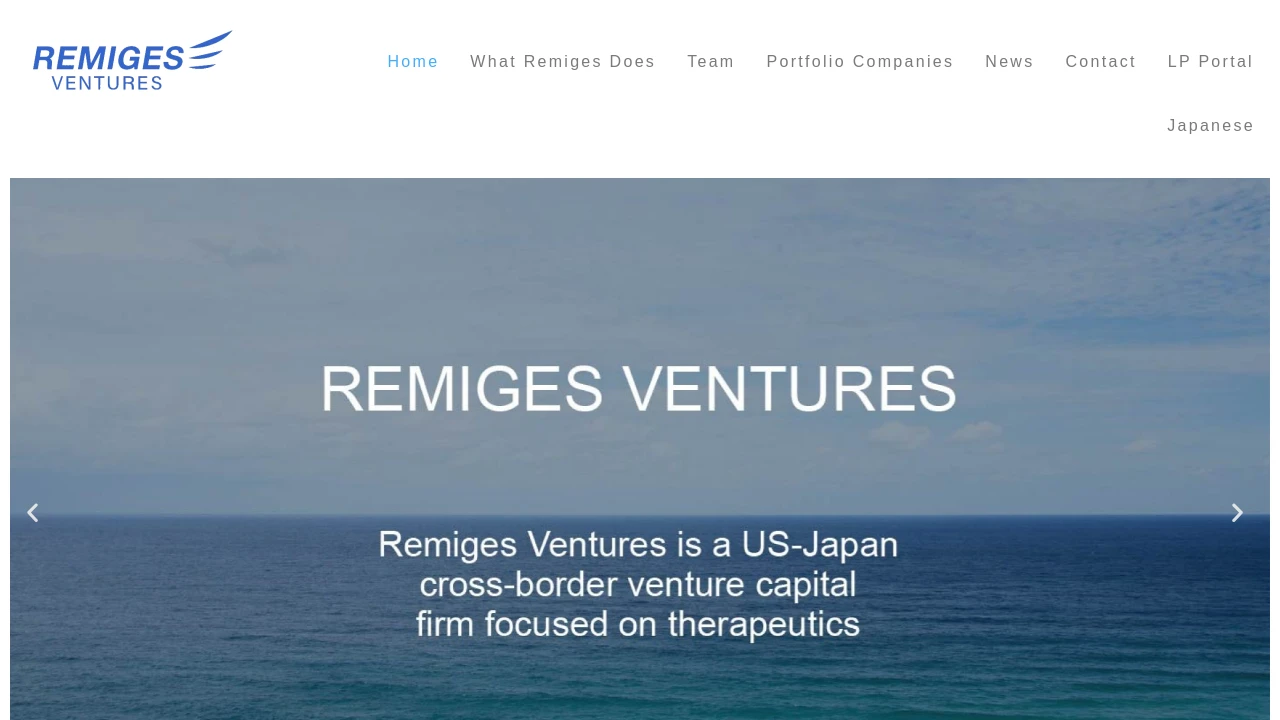 REMIGES
VENTURES
Home What Remiges Does Team Portfolio Companies News Contact LP Portal
Japanese
REMIGES VENTURES
Remiges Ventures is a US-Japan
cross-border venture capital
firm focused on therapeutics